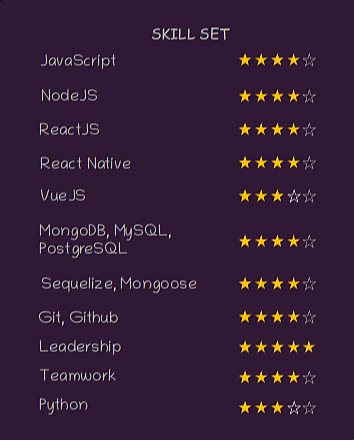 SKILL SET
JavaScript ★★★★☆
NodeJS ★★★★☆
ReactJS ★★★★☆
React Native ★★★★☆
VueJS ★★★☆☆
MongoDB, MySQL,
PostgreSQL ★★★★☆
Sequelize, Mongoose ★★★★☆
Git, Github ★★★★☆
Leadership ★★★★★
Teamwork ★★★★☆
Python ★★★☆☆